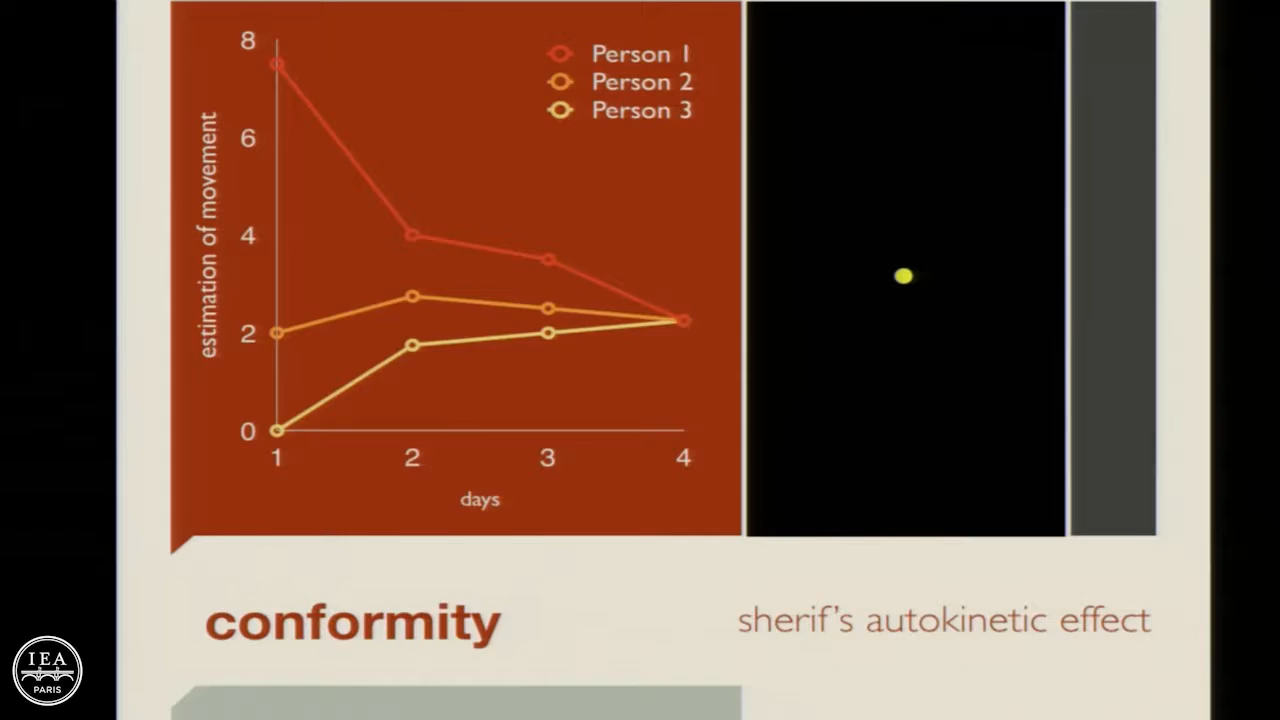 8
6
4
2
0
estimation of movement
Person 1
Person 2
Person 3
1 2 3 4
days
conformity
sherif's autokinetic effect
IEA
PARIS